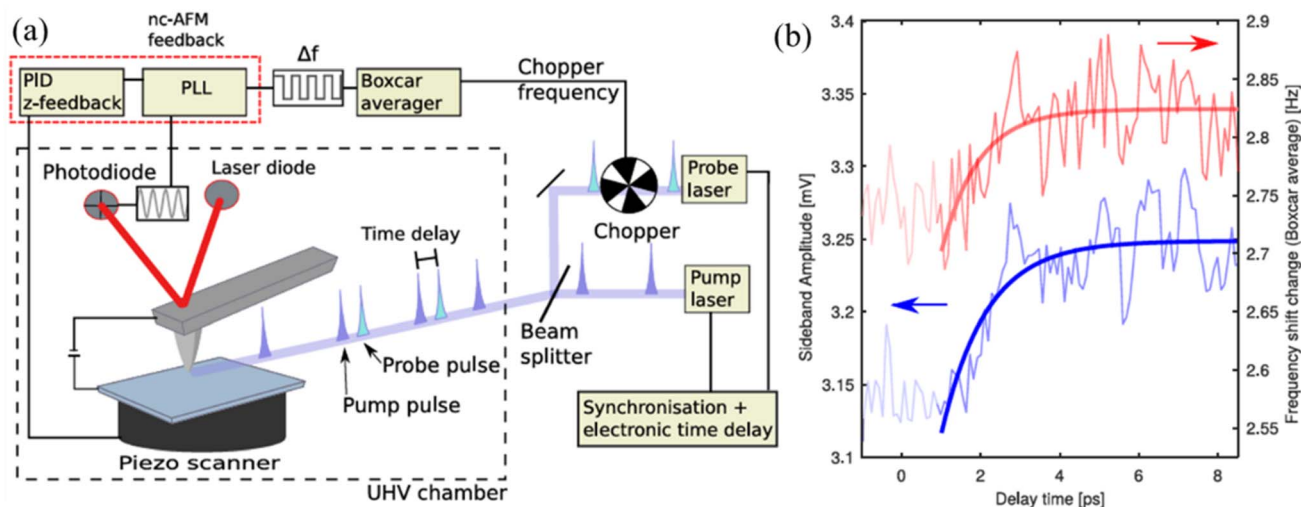 (a)
nc-AFM
feedback
PID
z-feedback
PLL
Δf
Boxcar
averager
Chopper
frequency
Photodiode
Laser diode
Time delay
Probe
laser
Chopper
Pump
laser
Beam
splitter
Probe pulse
Pump pulse
Synchronisation +
electronic time delay
Piezo scanner
UHV chamber
(b)
Sideband Amplitude [mV]
3.4
3.35
3.3
3.25
3.2
3.15
3.1
0
2
4
6
8
Delay time [ps]
2.9
2.85
2.8
2.75
2.7
2.65
2.6
2.55
Frequency shift change (Boxcar average) [Hz]